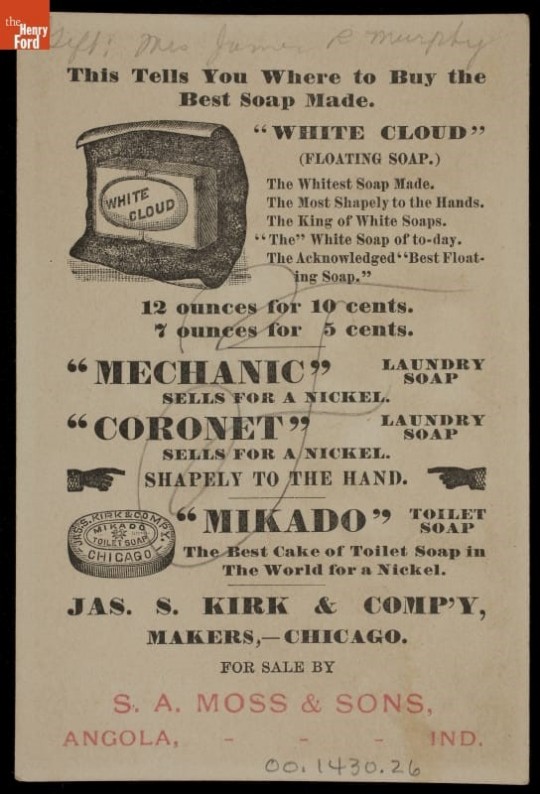 the
Henry
Ford
Gift: Mrs James R Murphy
This Tells You Where to Buy the
Best Soap Made.
"WHITE CLOUD"
(FLOATING SOAP.)
WHITE
CLOUD
The Whitest Soap Made.
The Most Shapely to the Hands.
The King of White Soaps.
"The" White Soap of to-day.
The Acknowledged "Best Float-
ing Soap."
12 ounces for 10 cents.
7 ounces for 5 cents.
"MECHANIC" LAUNDRY SOAP
SELLS FOR A NICKEL.
"CORONET" LAUNDRY SOAP
SELLS FOR A NICKEL.
SHAPELY TO THE HAND.
JAS. S. KIRK & COMP'Y,
MIKADO
TOILET SOAP
CHICAGO
"MIKADO" TOILET SOAP
The Best Cake of Toilet Soap in
The World for a Nickel.
JAS. S. KIRK & COMP'Y,
MAKERS,—CHICAGO.
FOR SALE BY
S. A. MOSS & SONS,
ANGOLA, - - - IND.
00.1430.26